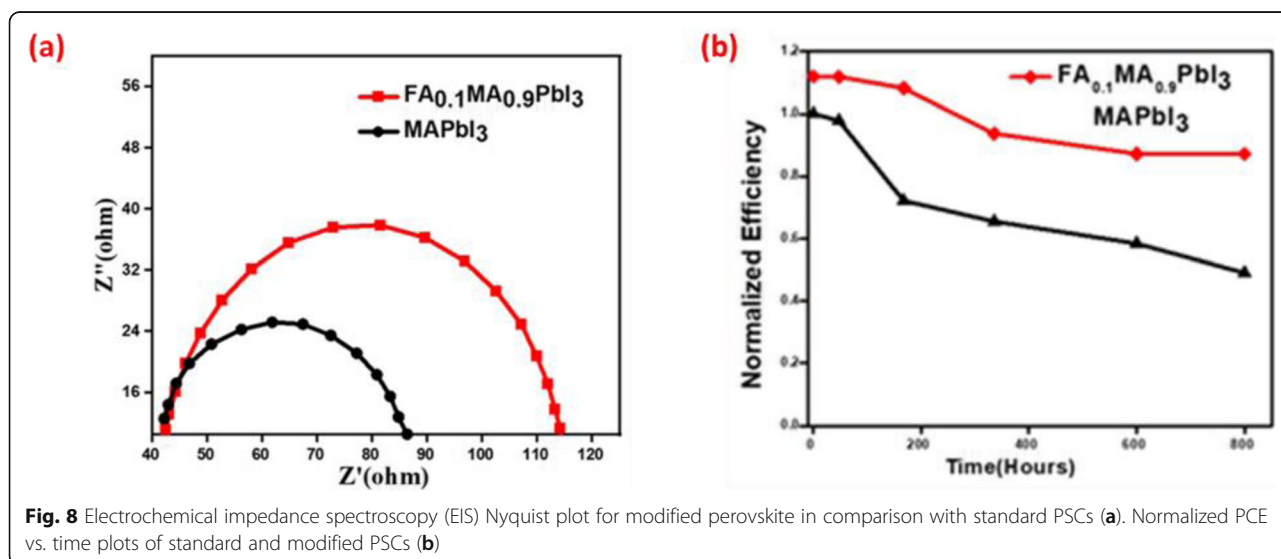 (a)
56
48
40
32
24
16
Z''(ohm)
FA0.1MA0.9PbI3
MAPbI3
40 50 60 70 80 90 100 110 120
Z'(ohm)
(b)
1.2
1.0
0.8
0.6
0.4
0.2
0.0
Normalized Efficiency
FA0.1MA0.9PbI3
MAPbI3
0 200 400 600 800
Time(Hours)
Fig. 8 Electrochemical impedance spectroscopy (EIS) Nyquist plot for modified perovskite in comparison with standard PSCs (a). Normalized PCE
vs. time plots of standard and modified PSCs (b)